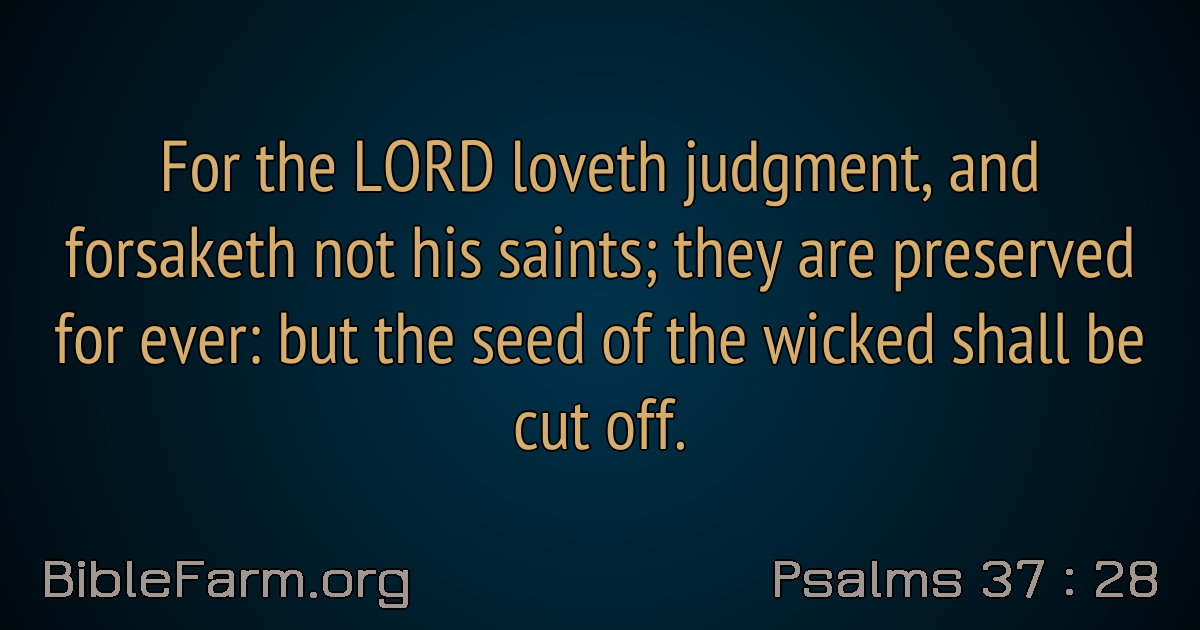 For the LORD loveth judgment, and
forsaketh not his saints; they are preserved
for ever: but the seed of the wicked shall be
cut off.
BibleFarm.org
Psalms 37 : 28